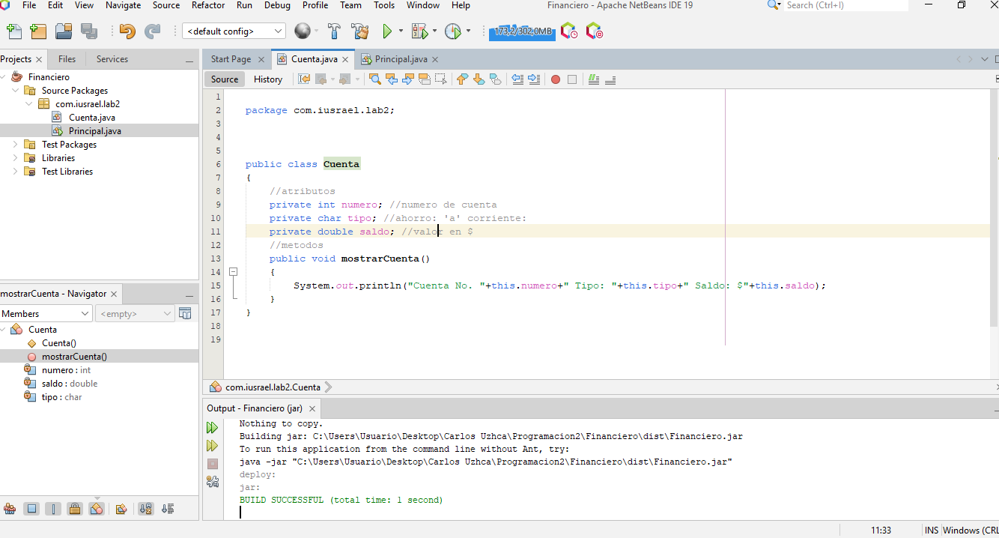 File Edit View Navigate Source Refactor Run Debug Profile Team Tools Window Help
Financiero - Apache NetBeans IDE 19
Search (Ctrl+I)
<default config>
173,2/302,0MB
Projects
Files
Services
Financiero
Source Packages
com.iusrael.lab2
Cuenta.java
Principal.java
Test Packages
Libraries
Test Libraries
mostrarCuenta - Navigator
Members
<empty>
Cuenta
Cuenta()
mostrarCuenta()
numero : int
saldo : double
tipo : char
Start Page
Cuenta.java
Principal.java
Source
History
1
2 package com.iusrael.lab2;
3
4
5
6 public class Cuenta
7 {
8 //atributos
9 private int numero; //numero de cuenta
10 private char tipo; //ahorro: 'a' corriente:
11 private double saldo; //valor en $
12 //metodos
13 public void mostrarCuenta()
14 {
15 System.out.println("Cuenta No. "+this.numero+" Tipo: "+this.tipo+" Saldo: $"+this.saldo);
16 }
17 }
18
19
com.iusrael.lab2.Cuenta
Output - Financiero (jar)
Nothing to copy.
Building jar: C:\Users\Usuario\Desktop\Carlos Uzhca\Programacion2\Financiero\dist\Financiero.jar
To run this application from the command line without Ant, try:
java -jar "C:\Users\Usuario\Desktop\Carlos Uzhca\Programacion2\Financiero\dist\Financiero.jar"
deploy:
jar:
BUILD SUCCESSFUL (total time: 1 second)
11:33
INS
Windows (CRL